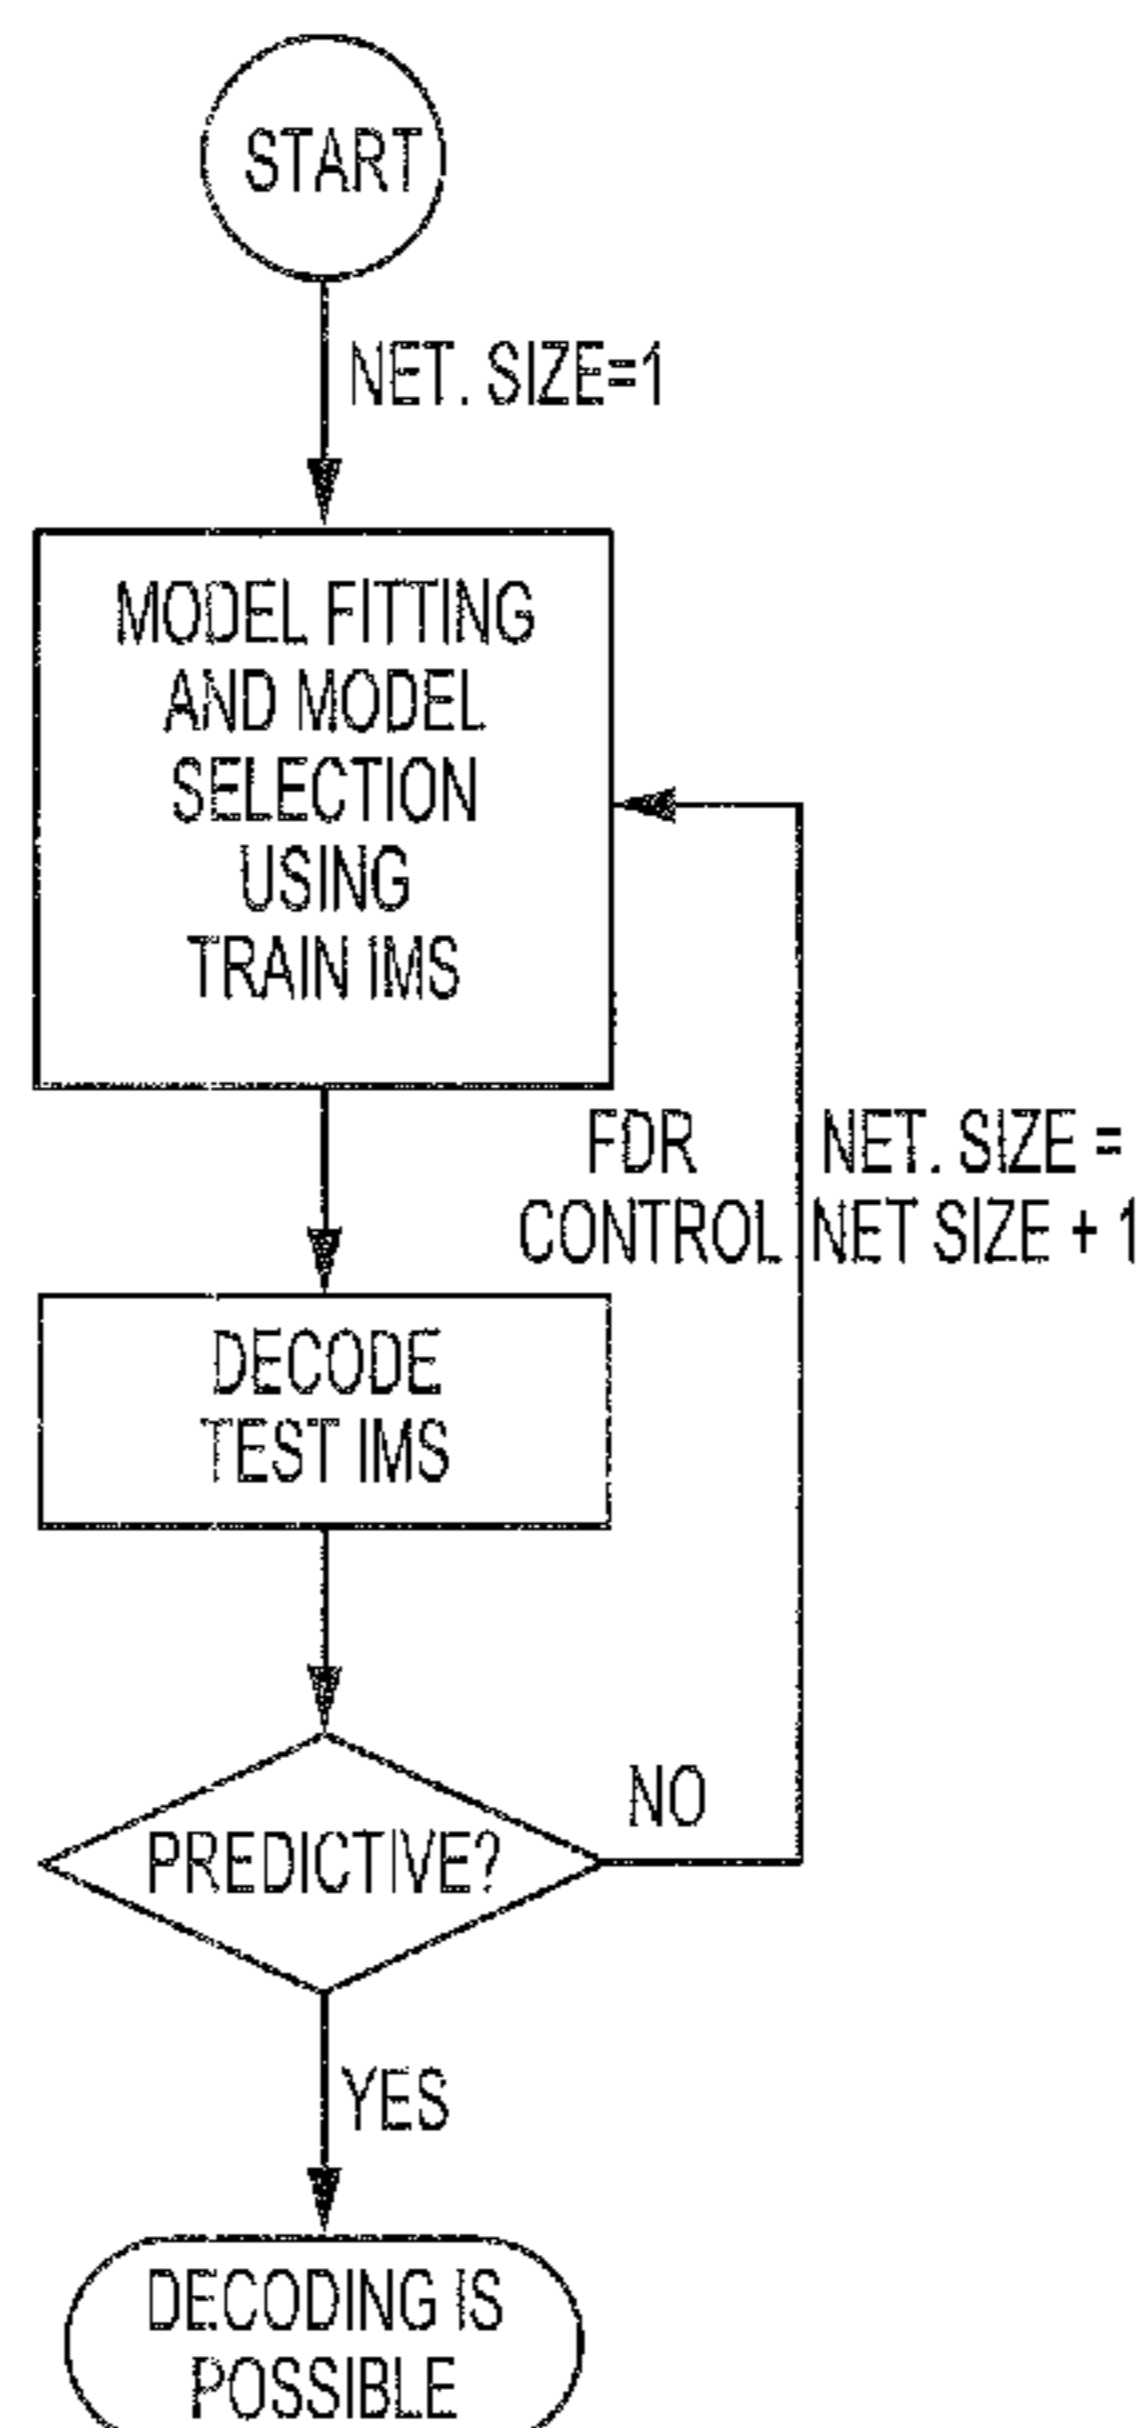 START
NET. SIZE=1
MODEL FITTING
AND MODEL
SELECTION
USING
TRAIN IMS
FDR
CONTROL
NET. SIZE =
NET SIZE + 1
DECODE
TEST IMS
PREDICTIVE?
NO
YES
DECODING IS
POSSIBLE